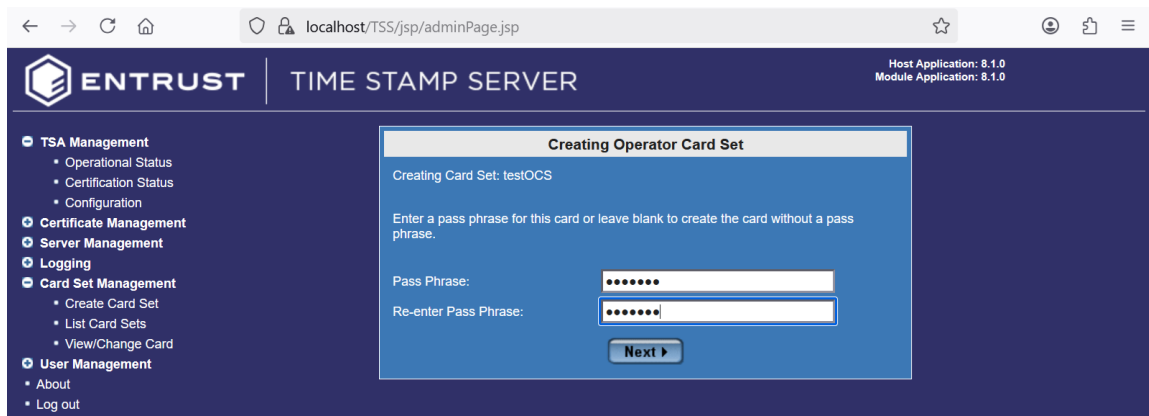 localhost/TSS/jsp/adminPage.jsp
ENTRUST
TIME STAMP SERVER
Host Application: 8.1.0
Module Application: 8.1.0
TSA Management
Operational Status
Certification Status
Configuration
Certificate Management
Server Management
Logging
Card Set Management
Create Card Set
List Card Sets
View/Change Card
User Management
About
Log out
Creating Operator Card Set
Creating Card Set: testOCS
Enter a pass phrase for this card or leave blank to create the card without a pass
phrase.
Pass Phrase: •••••••
Re-enter Pass Phrase: •••••••
Next